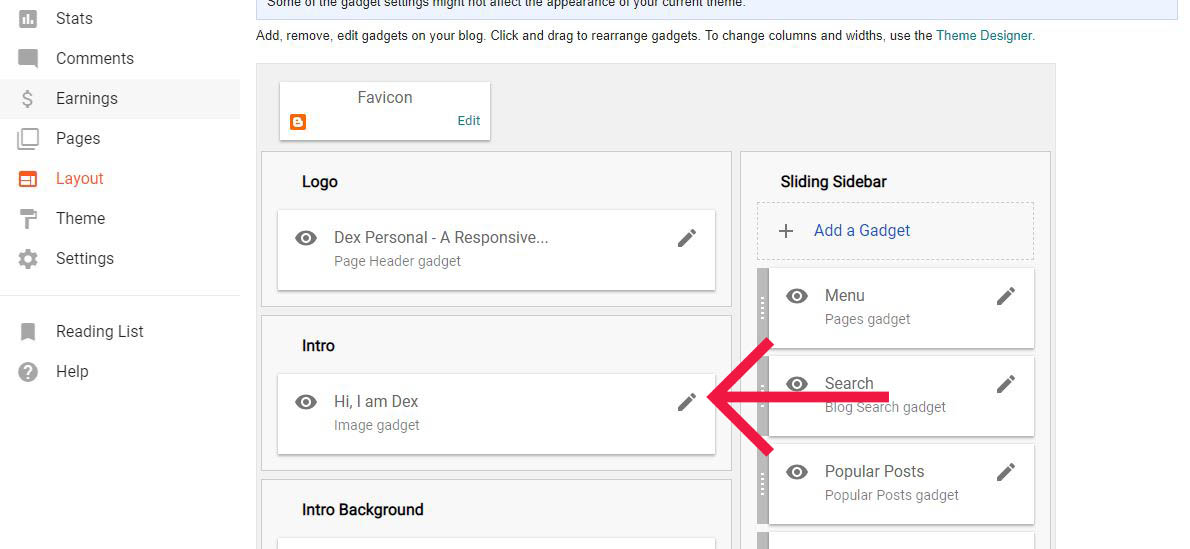 Stats
Comments
Earnings
Pages
Layout
Theme
Settings
Reading List
Help
Some of the gadget settings might not affect the appearance of your current theme.
Add, remove, edit gadgets on your blog. Click and drag to rearrange gadgets. To change columns and widths, use the Theme Designer.
Favicon
Edit
Logo
Dex Personal - A Responsive...
Page Header gadget
Intro
Hi, I am Dex
Image gadget
Intro Background
Sliding Sidebar
Add a Gadget
Menu
Pages gadget
Search
Blog Search gadget
Popular Posts
Popular Posts gadget